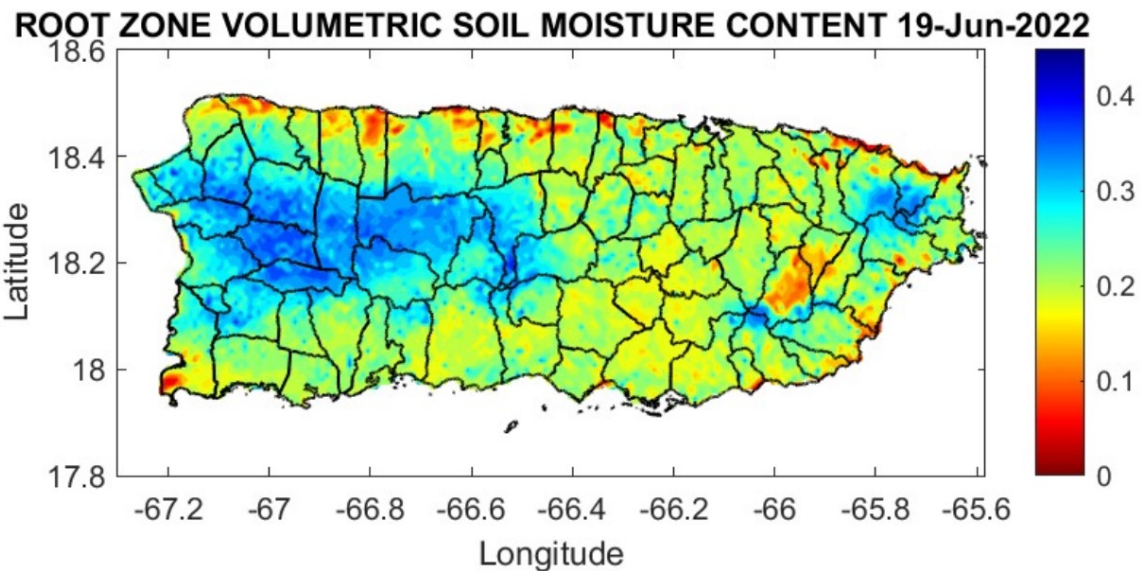 ROOT ZONE VOLUMETRIC SOIL MOISTURE CONTENT 19-Jun-2022
18.6
18.4
18.2
18
17.8
Latitude
-67.2 -67 -66.8 -66.6 -66.4 -66.2 -66 -65.8 -65.6
Longitude
0.4
0.3
0.2
0.1
0